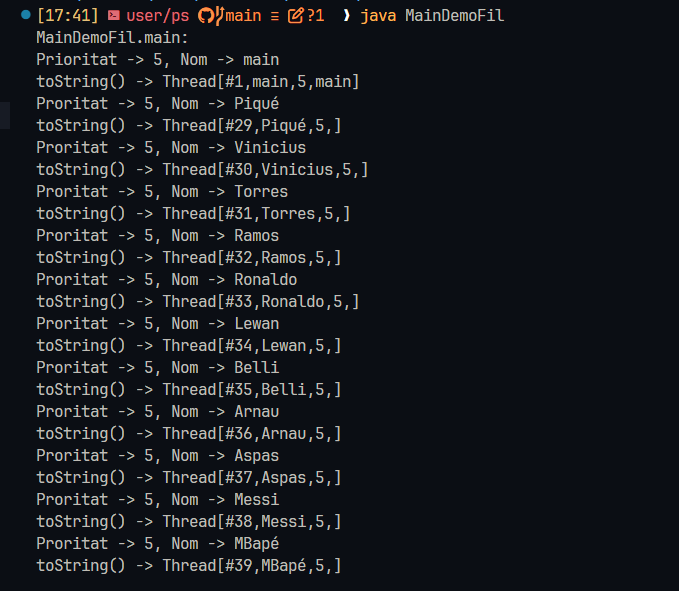 [17:41] user/ps main ≡ ?1 ❱ java MainDemoFil
MainDemoFil.main:
Prioritat -> 5, Nom -> main
toString() -> Thread[#1,main,5,main]
Proritat -> 5, Nom -> Piqué
toString() -> Thread[#29,Piqué,5,]
Proritat -> 5, Nom -> Vinicius
toString() -> Thread[#30,Vinicius,5,]
Proritat -> 5, Nom -> Torres
toString() -> Thread[#31,Torres,5,]
Proritat -> 5, Nom -> Ramos
toString() -> Thread[#32,Ramos,5,]
Proritat -> 5, Nom -> Ronaldo
toString() -> Thread[#33,Ronaldo,5,]
Proritat -> 5, Nom -> Lewan
toString() -> Thread[#34,Lewan,5,]
Proritat -> 5, Nom -> Belli
toString() -> Thread[#35,Belli,5,]
Proritat -> 5, Nom -> Arnau
toString() -> Thread[#36,Arnau,5,]
Proritat -> 5, Nom -> Aspas
toString() -> Thread[#37,Aspas,5,]
Proritat -> 5, Nom -> Messi
toString() -> Thread[#38,Messi,5,]
Proritat -> 5, Nom -> MBapé
toString() -> Thread[#39,MBapé,5,]